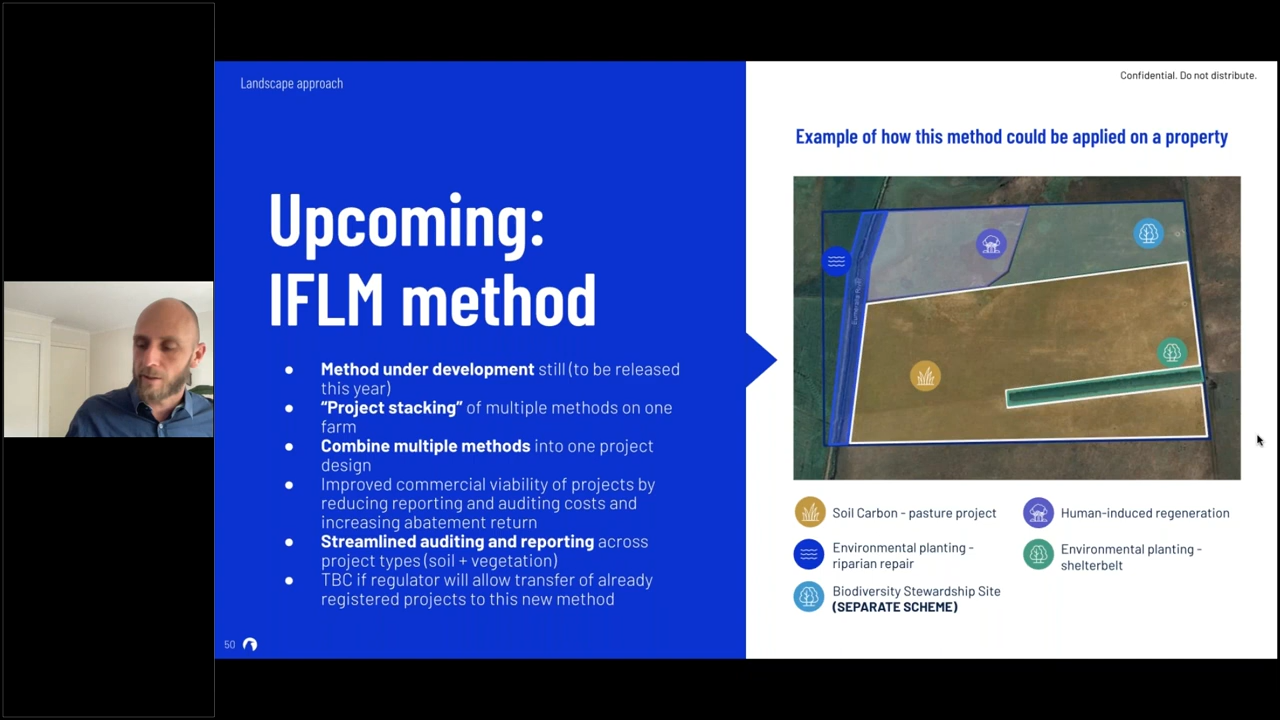 Landscape approach
Confidential. Do not distribute.
Upcoming:
IFLM method
● Method under development still (to be released
this year)
● “Project stacking” of multiple methods on one
farm
● Combine multiple methods into one project
design
● Improved commercial viability of projects by
reducing reporting and auditing costs and
increasing abatement return
● Streamlined auditing and reporting across
project types (soil + vegetation)
● TBC if regulator will allow transfer of already
registered projects to this new method
50
Example of how this method could be applied on a property
Soil Carbon - pasture project
Human-induced regeneration
Environmental planting -
riparian repair
Environmental planting -
shelterbelt
Biodiversity Stewardship Site
(SEPARATE SCHEME)